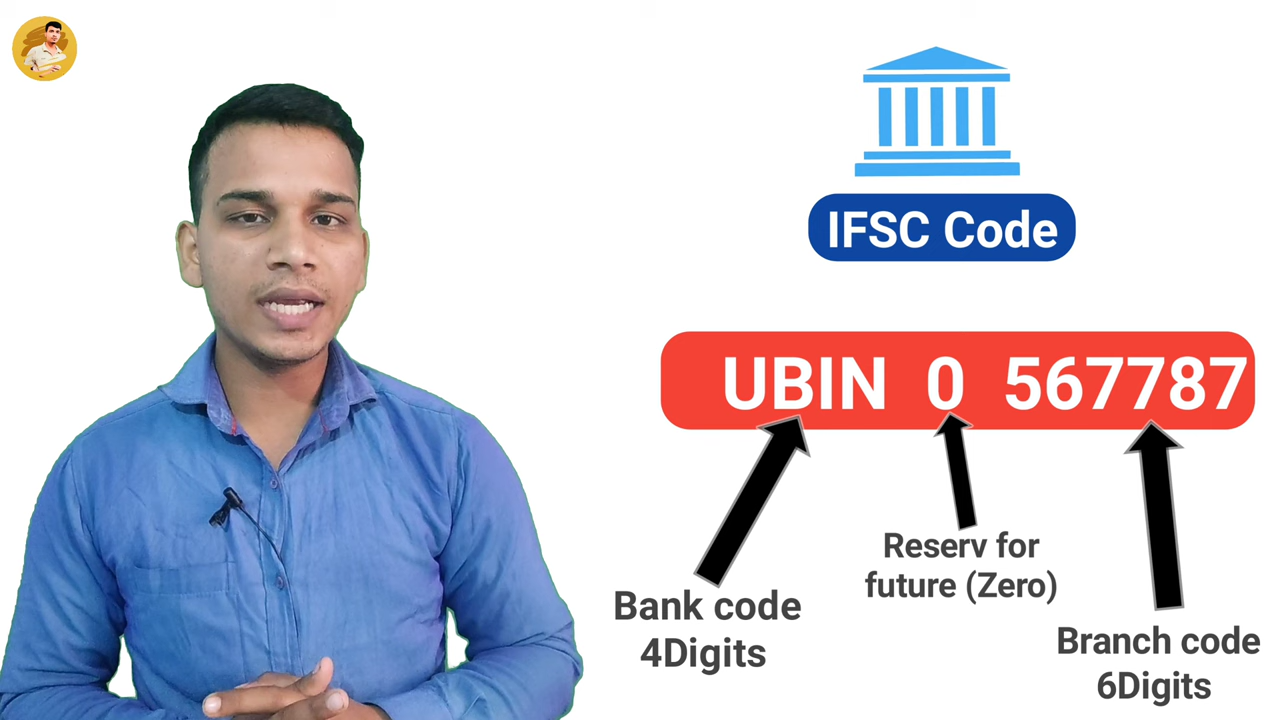 IFSC Code
UBIN 0 567787
Bank code
4Digits
Reserv for
future (Zero)
Branch code
6Digits